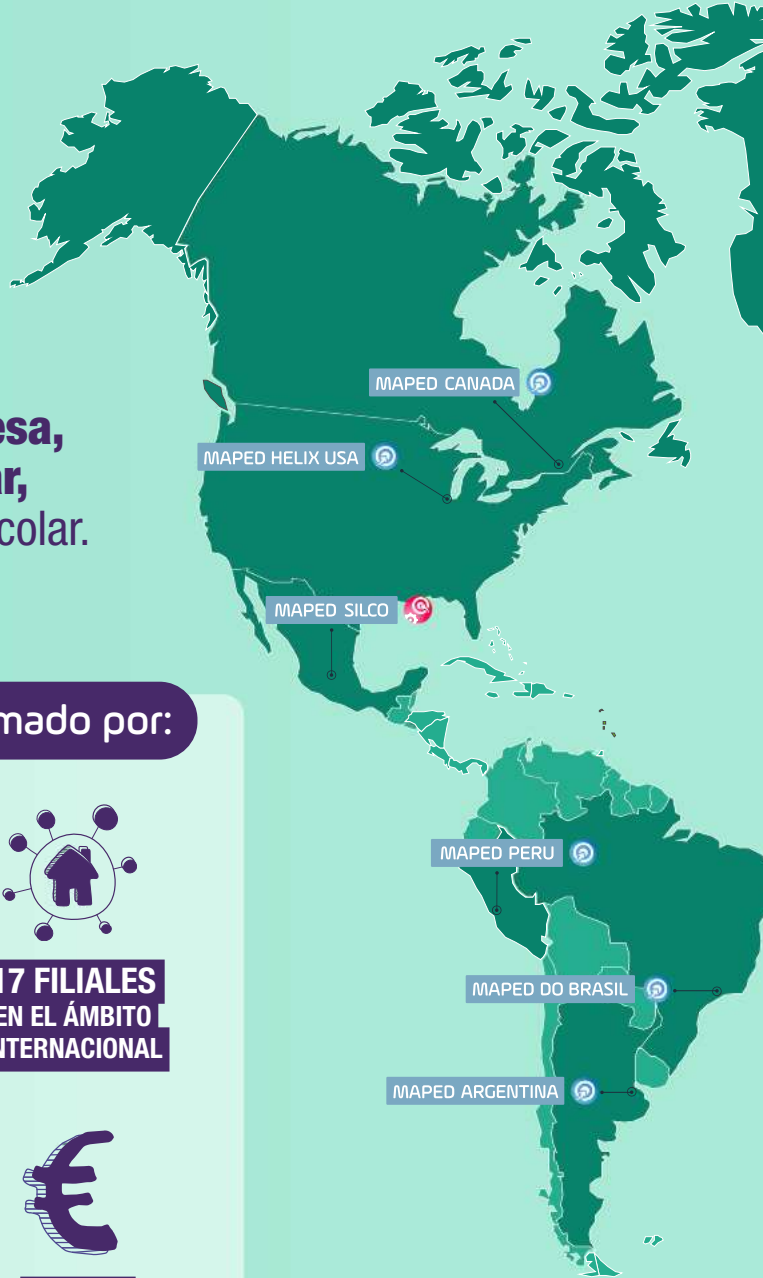 esa,
ar,
colar.
MAPED CANADA
MAPED HELIX USA
MAPED SILCO
mado por:
MAPED PERU
17 FILIALES
EN EL ÁMBITO
INTERNACIONAL
MAPED DO BRASIL
MAPED ARGENTINA
€